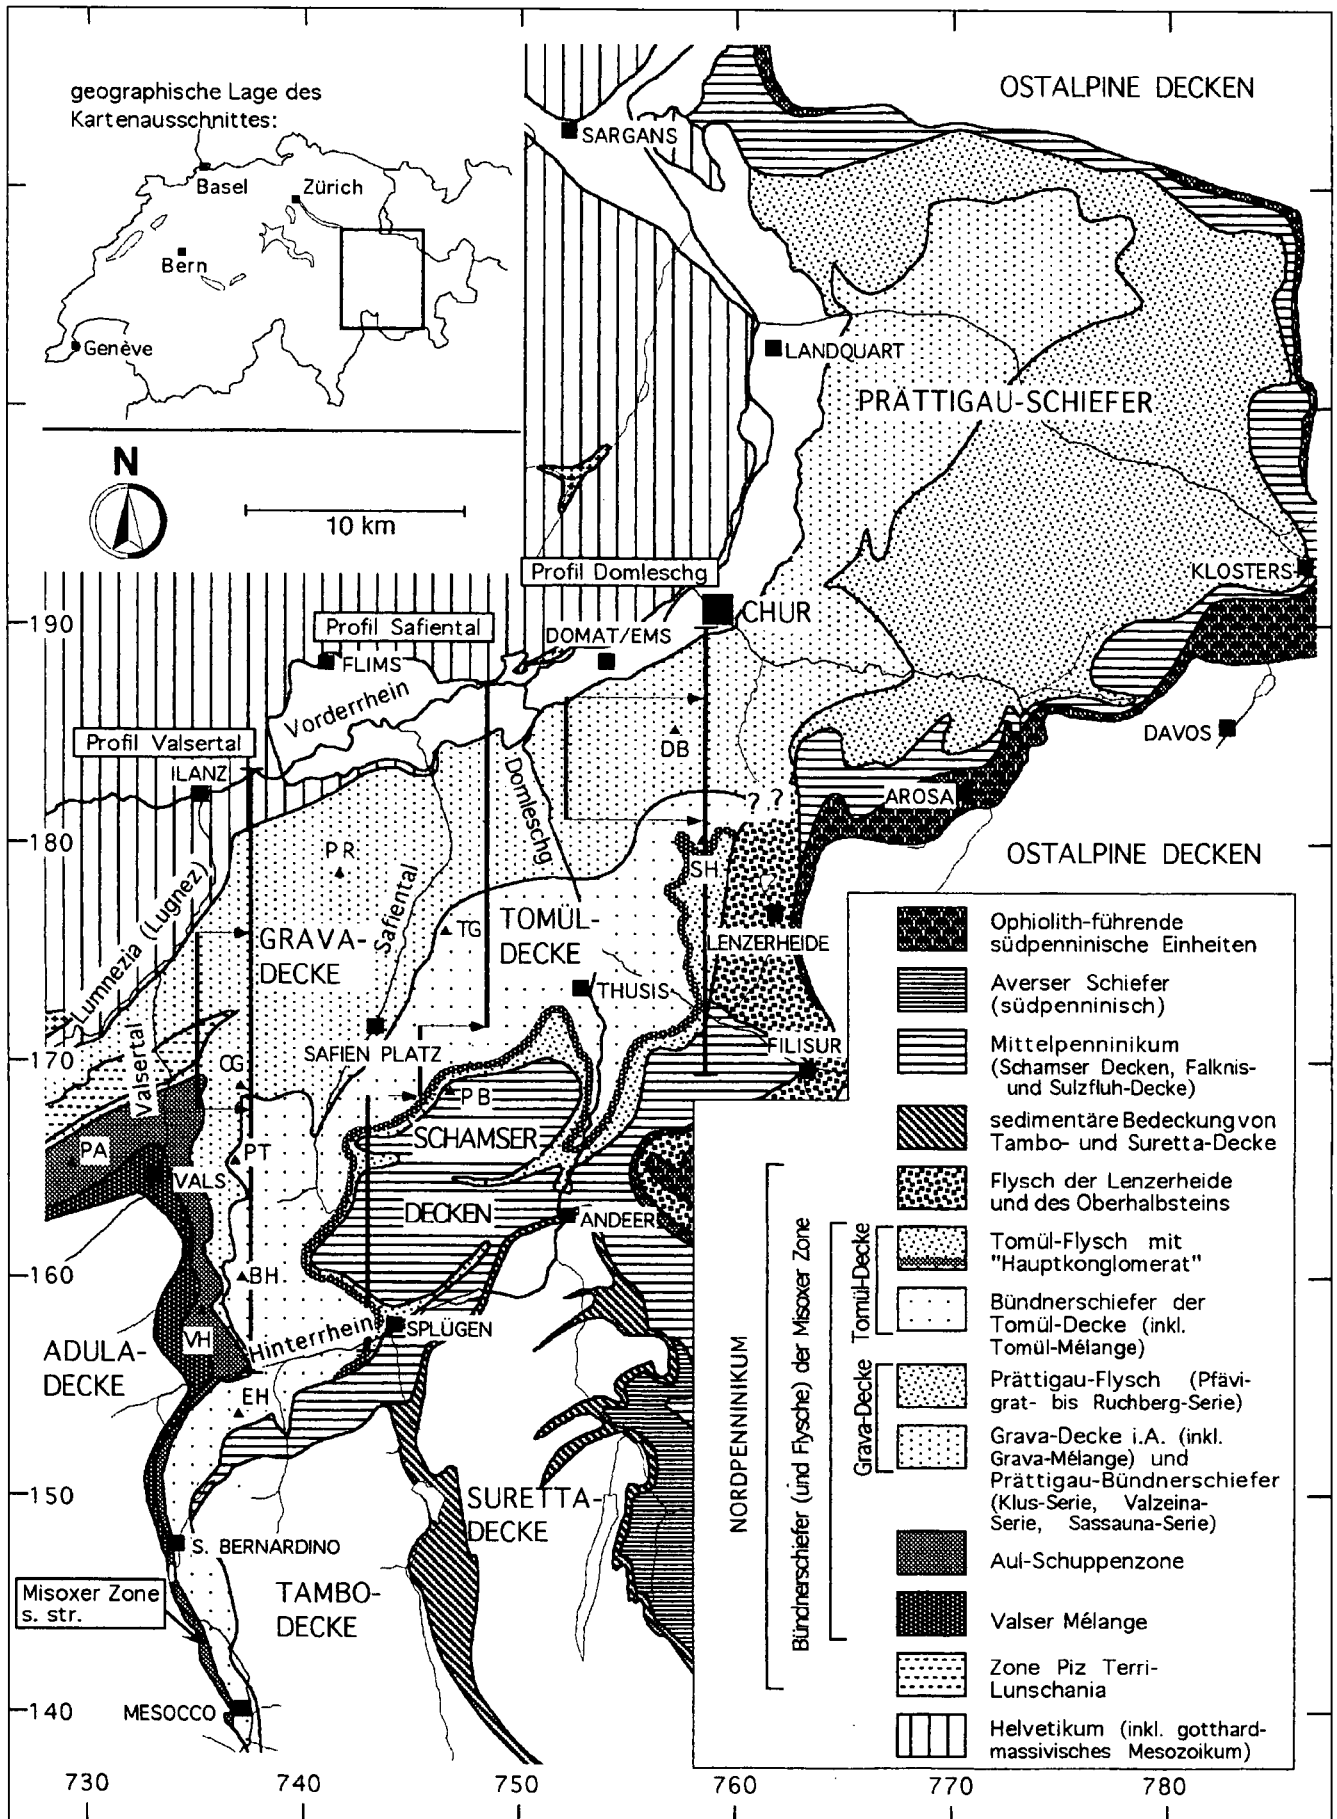 OSTALPINE DECKEN
geographische Lage des
Kartenausschnittes:
SARGANS
Basel
Zürich
Bern
Genève
LANDQUART
PRÄTTIGAU-SCHIEFER
N
10 km
Profil Domleschg
KLOSTERS
CHUR
190
Profil Safiental
DOMAT/EMS
FLIMS
Vorderrhein
DAVOS
DB
Profil Valsertal
ILANZ
Domleschg
? ?
AROSA
180
PR
SH
OSTALPINE DECKEN
Lumnezia (Lugnez)
Safiental
GRAVA-
DECKE
TG
TOMÜL-
DECKE
LENZERHEIDE
THUSIS
Valsertal
170
SAFIEN PLATZ
FILISUR
PB
SCHAMSER
DECKEN
PA
PT
VALS
ANDEER
160
BH
SPLÜGEN
VH
Hinterrhein
ADULA-
DECKE
EH
150
SURETTA-
DECKE
S. BERNARDINO
TAMBO-
DECKE
Misoxer Zone
s. str.
MESOCCO
140
730
740
750
760
770
780
NORDPENNINIKUM
Bündnerschiefer (und Flysche) der Misoxer Zone
Tomül-Decke
Grava-Decke
Ophiolith-führende
südpenninische Einheiten
Averser Schiefer
(südpenninisch)
Mittelpenninikum
(Schamser Decken, Falknis-
und Sulzfluh-Decke)
sedimentäre Bedeckung von
Tambo- und Suretta-Decke
Flysch der Lenzerheide
und des Oberhalbsteins
Tomül-Flysch mit
"Hauptkonglomerat"
Bündnerschiefer der
Tomül-Decke (inkl.
Tomül-Mélange)
Prättigau-Flysch (Pfävi-
grat- bis Ruchberg-Serie)
Grava-Decke i.A. (inkl.
Grava-Mélange) und
Prättigau-Bündnerschiefer
(Klus-Serie, Valzeina-
Serie, Sassauna-Serie)
Aul-Schuppenzone
Valser Mélange
Zone Piz Terri-
Lunschania
Helvetikum (inkl. gotthard-
massivisches Mesozoikum)